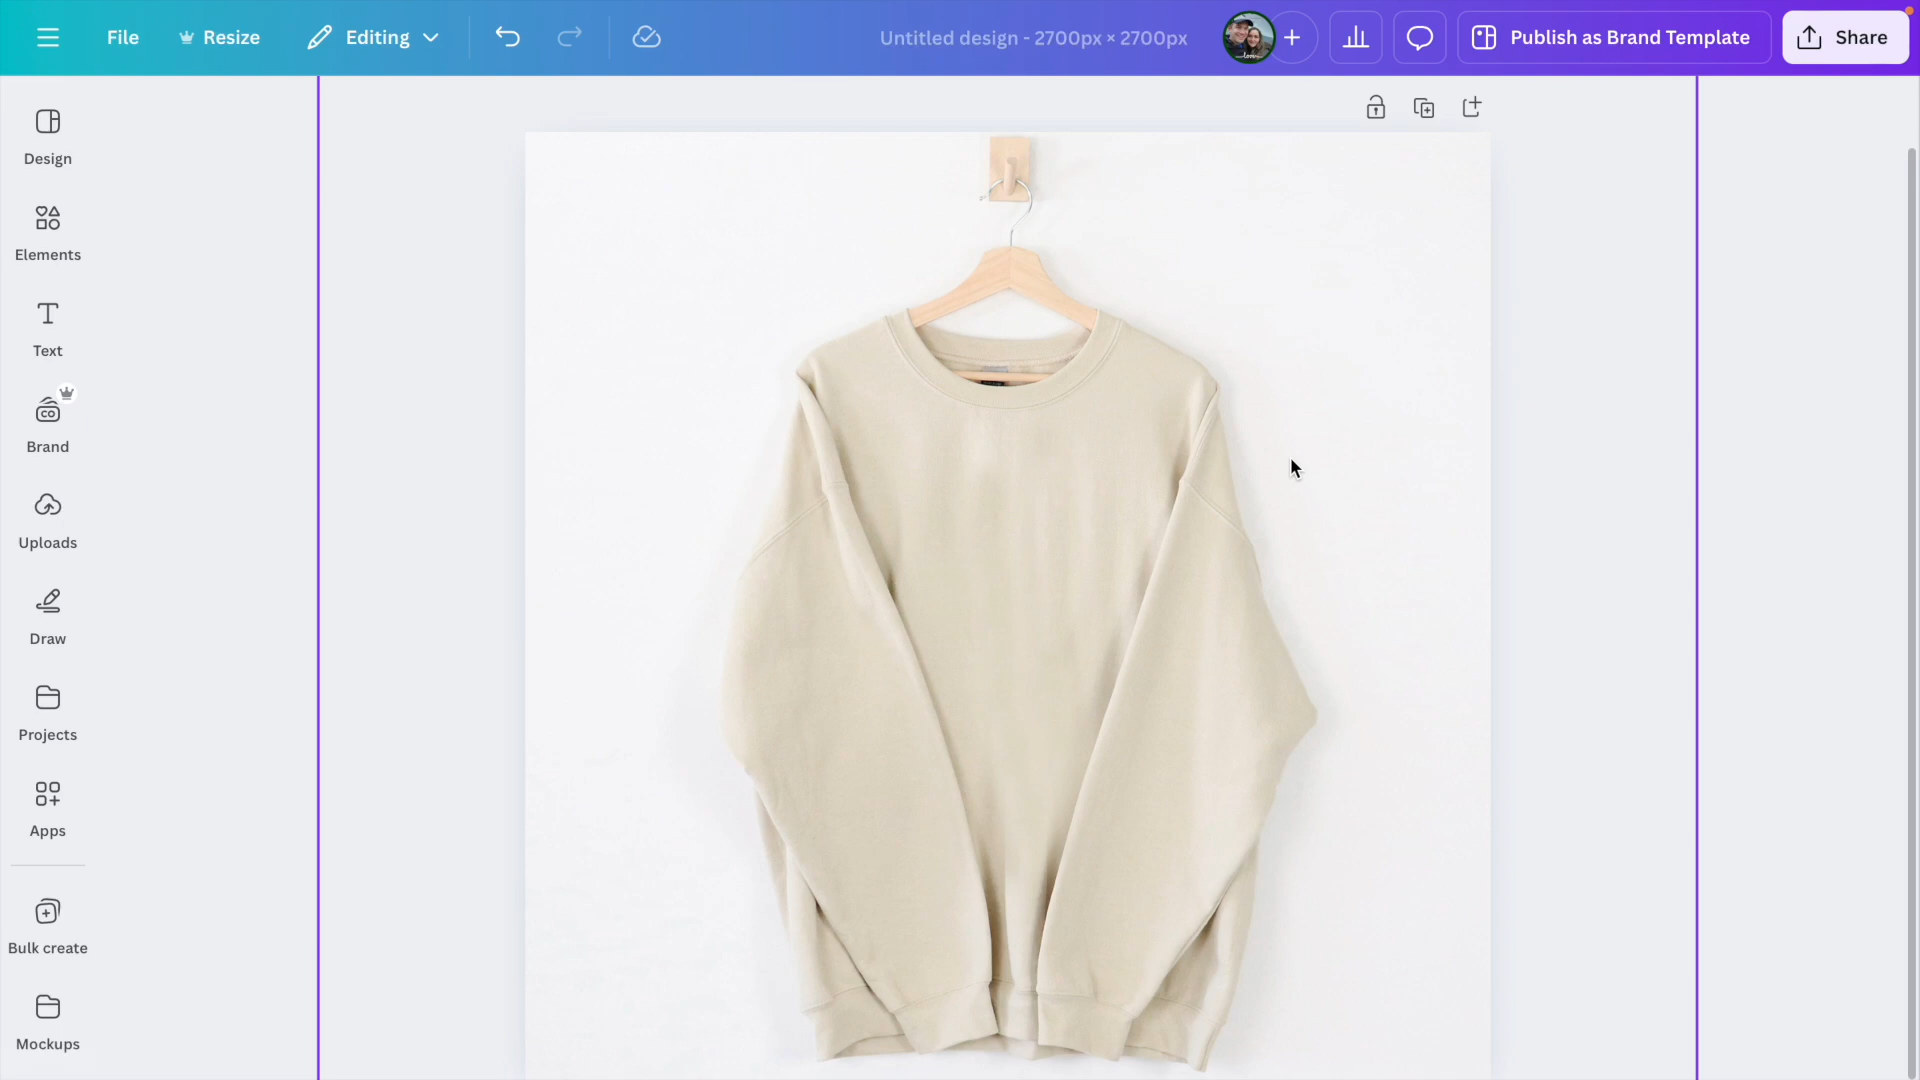 File
Resize
Editing
Untitled design - 2700px × 2700px
Publish as Brand Template
Share
Design
Elements
Text
CO
Brand
Uploads
Draw
Projects
Apps
Bulk create
Mockups